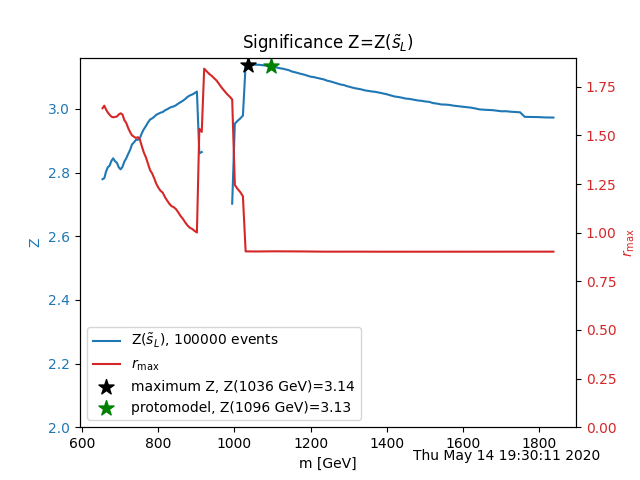 Significance Z=Z(s̃_L)
3.0
2.8
2.6
2.4
2.2
2.0
Z
1.75
1.50
1.25
1.00
0.75
0.50
0.25
0.00
r_max
Z(s̃_L), 100000 events
r_max
maximum Z, Z(1036 GeV)=3.14
protomodel, Z(1096 GeV)=3.13
600 800 1000 1200 1400 1600 1800
m [GeV]
Thu May 14 19:30:11 2020